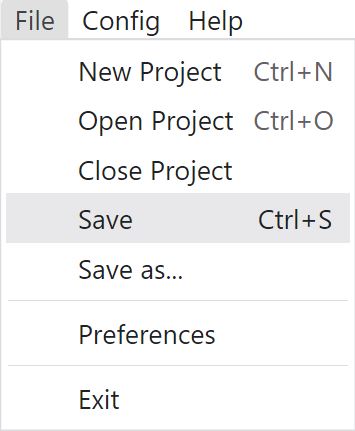 File Config Help
New Project Ctrl+N
Open Project Ctrl+O
Close Project
Save Ctrl+S
Save as...
Preferences
Exit